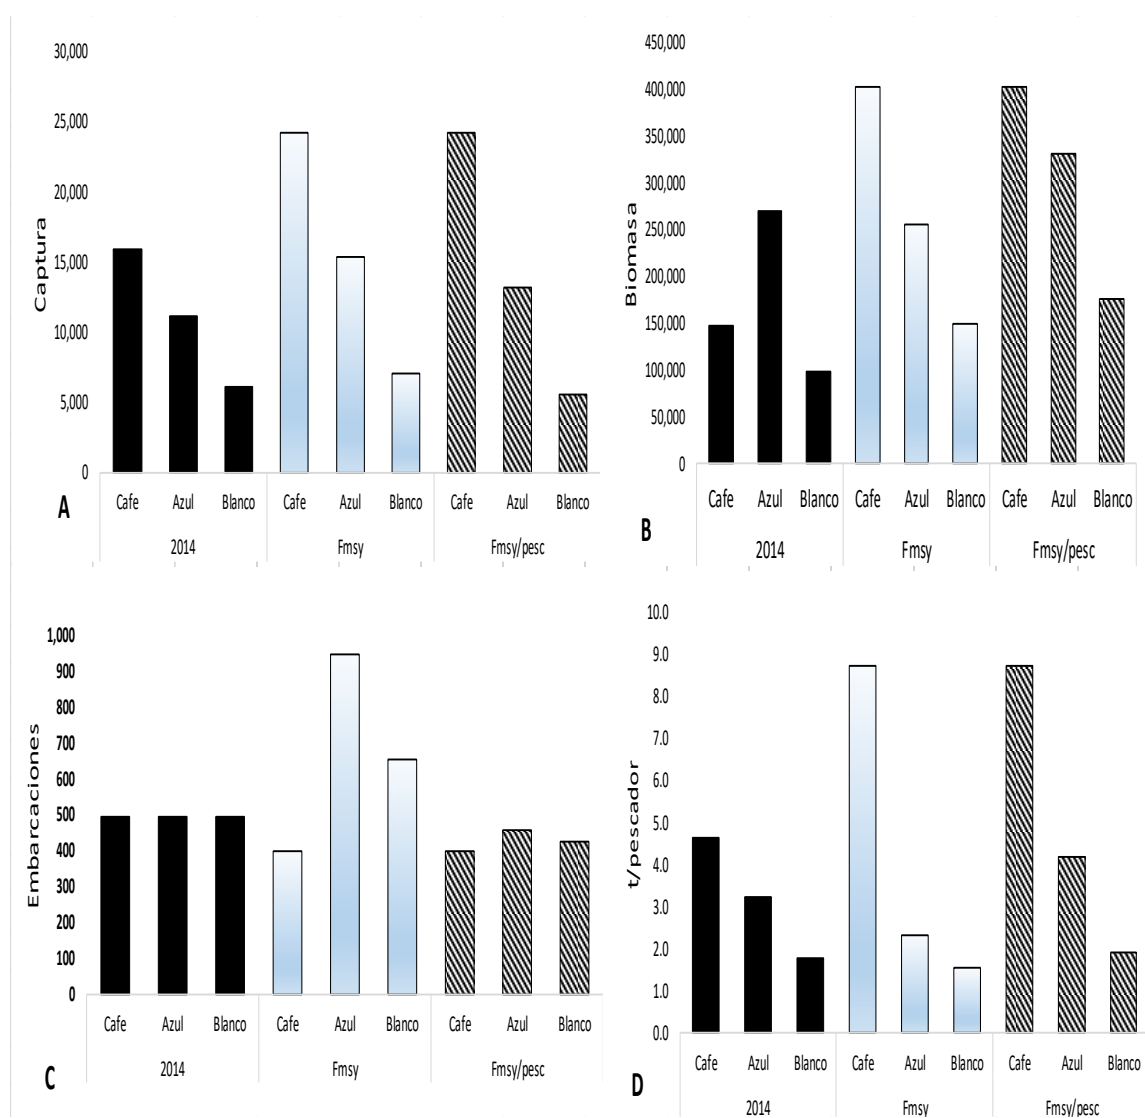 30,000
25,000
20,000
15,000
10,000
5,000
0
Captura
Cafe Azul Blanco Cafe Azul Blanco Cafe Azul Blanco
2014 Fmsy Fmsy/pesc
A
450,000
400,000
350,000
300,000
250,000
200,000
150,000
100,000
50,000
0
Biomasa
Cafe Azul Blanco Cafe Azul Blanco Cafe Azul Blanco
2014 Fmsy Fmsy/pesc
B
1,000
900
800
700
600
500
400
300
200
100
0
Embarcaciones
Cafe Azul Blanco Cafe Azul Blanco Cafe Azul Blanco
2014 Fmsy Fmsy/pesc
C
10.0
9.0
8.0
7.0
6.0
5.0
4.0
3.0
2.0
1.0
0.0
t/pescador
Cafe Azul Blanco Cafe Azul Blanco Cafe Azul Blanco
2014 Fmsy Fmsy/pesc
D